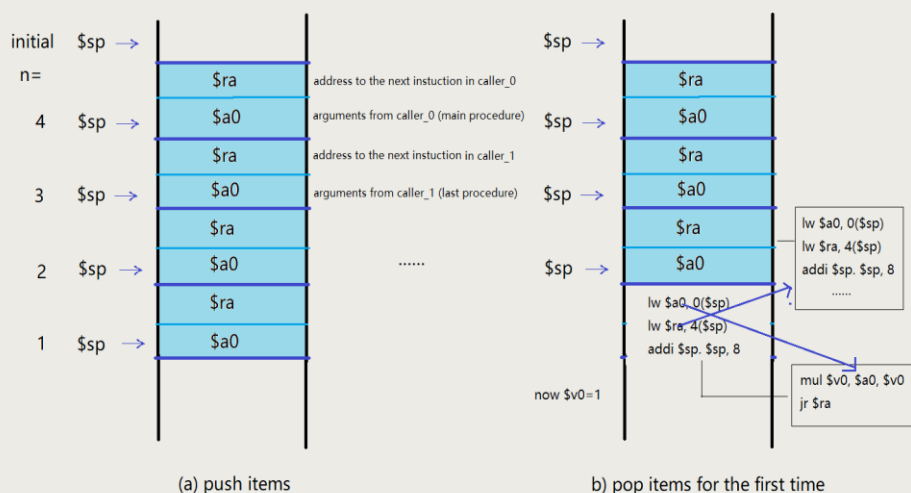 initial $sp
n=
$ra address to the next instuction in caller_0
4 $sp $a0 arguments from caller_0 (main procedure)
$ra address to the next instuction in caller_1
3 $sp $a0 arguments from caller_1 (last procedure)
$ra
2 $sp $a0 ......
$ra
1 $sp $a0
(a) push items
$sp
$ra
$sp $a0
$ra
$sp $a0
$ra
$sp $a0
lw $a0, 0($sp)
lw $ra, 4($sp)
addi $sp. $sp, 8
......
?
lw $a0, 0($sp)
lw $ra, 4($sp)
addi $sp. $sp, 8
now $v0=1
mul $v0, $a0, $v0
jr $ra
b) pop items for the first time